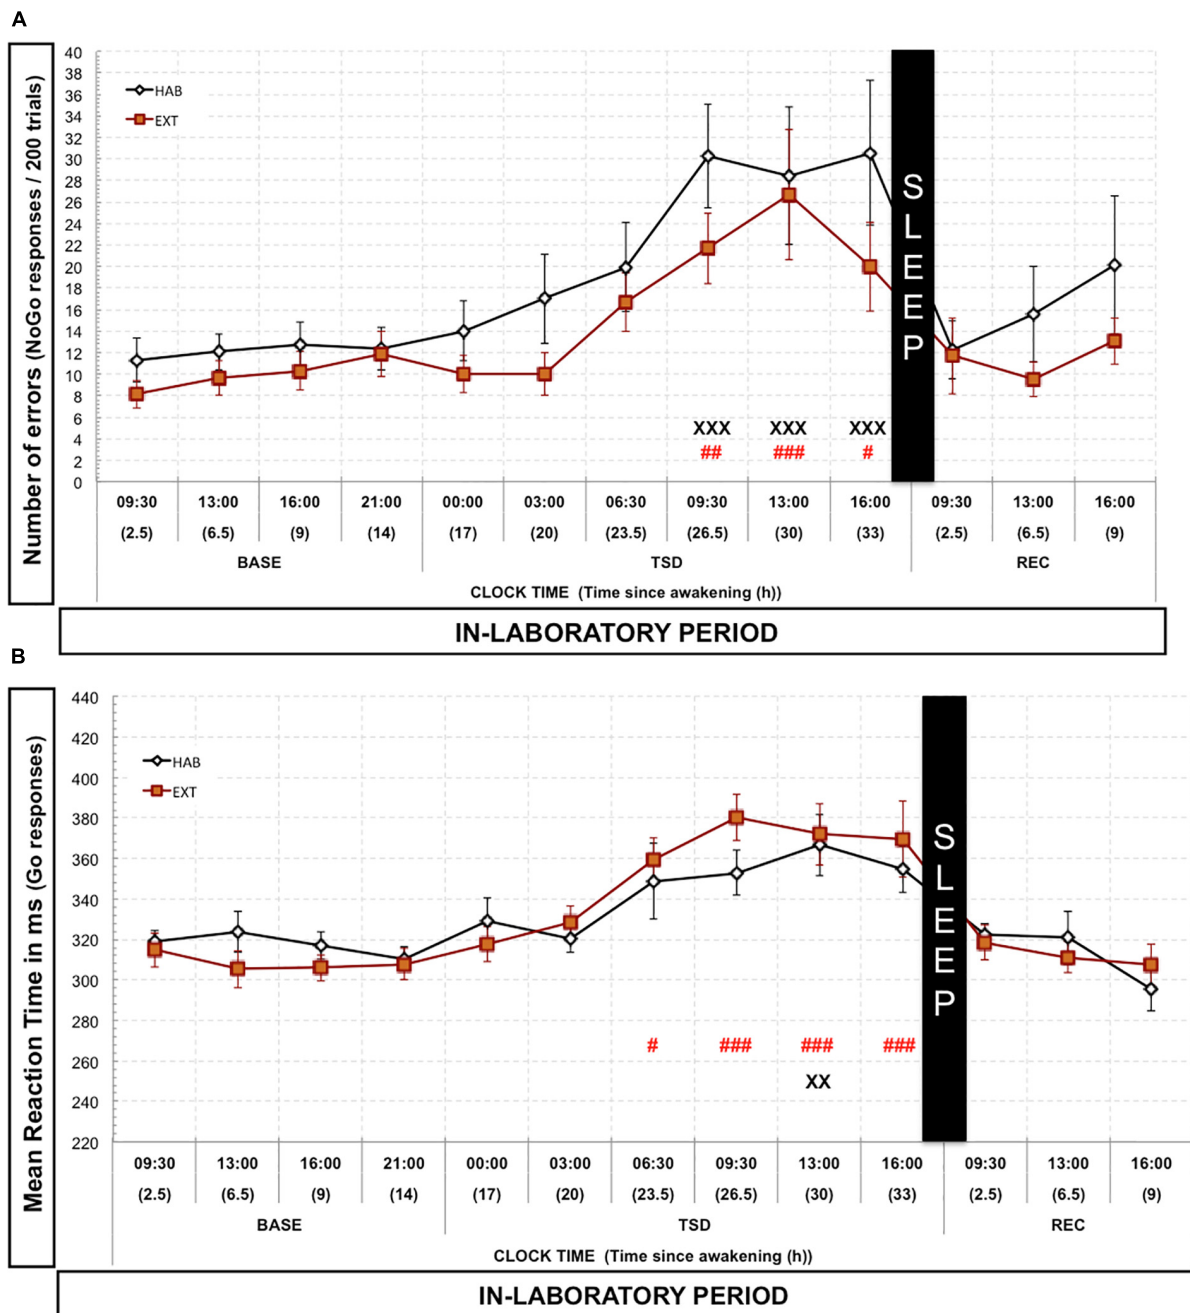 A
Number of errors (NoGo responses / 200 trials)
40
38
36
34
32
30
28
26
24
22
20
18
16
14
12
10
8
6
4
2
0
HAB
EXT
XXX XXX XXX
## ### #
SLEEP
09:30 13:00 16:00 21:00 00:00 03:00 06:30 09:30 13:00 16:00 09:30 13:00 16:00
(2.5) (6.5) (9) (14) (17) (20) (23.5) (26.5) (30) (33) (2.5) (6.5) (9)
BASE TSD REC
CLOCK TIME (Time since awakening (h))
IN-LABORATORY PERIOD
B
Mean Reaction Time in ms (Go responses)
440
420
400
380
360
340
320
300
280
260
240
220
HAB
EXT
# ### ### ###
XX
SLEEP
09:30 13:00 16:00 21:00 00:00 03:00 06:30 09:30 13:00 16:00 09:30 13:00 16:00
(2.5) (6.5) (9) (14) (17) (20) (23.5) (26.5) (30) (33) (2.5) (6.5) (9)
BASE TSD REC
CLOCK TIME (Time since awakening (h))
IN-LABORATORY PERIOD